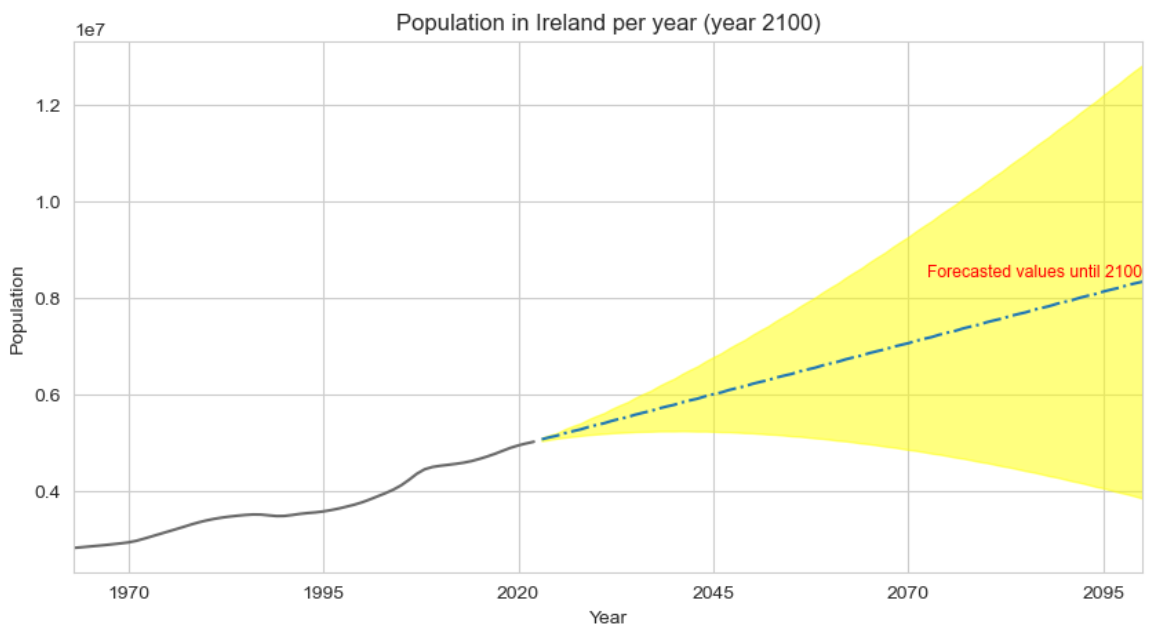 Population in Ireland per year (year 2100)
1e7
1.2
1.0
0.8
0.6
0.4
Population
Forecasted values until 2100
1970 1995 2020 2045 2070 2095
Year